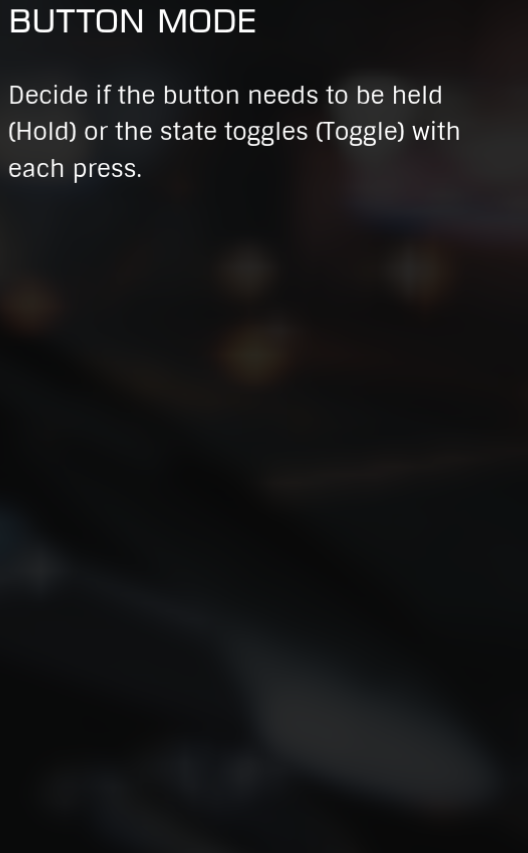 BUTTON MODE
Decide if the button needs to be held
(Hold) or the state toggles (Toggle) with
each press.